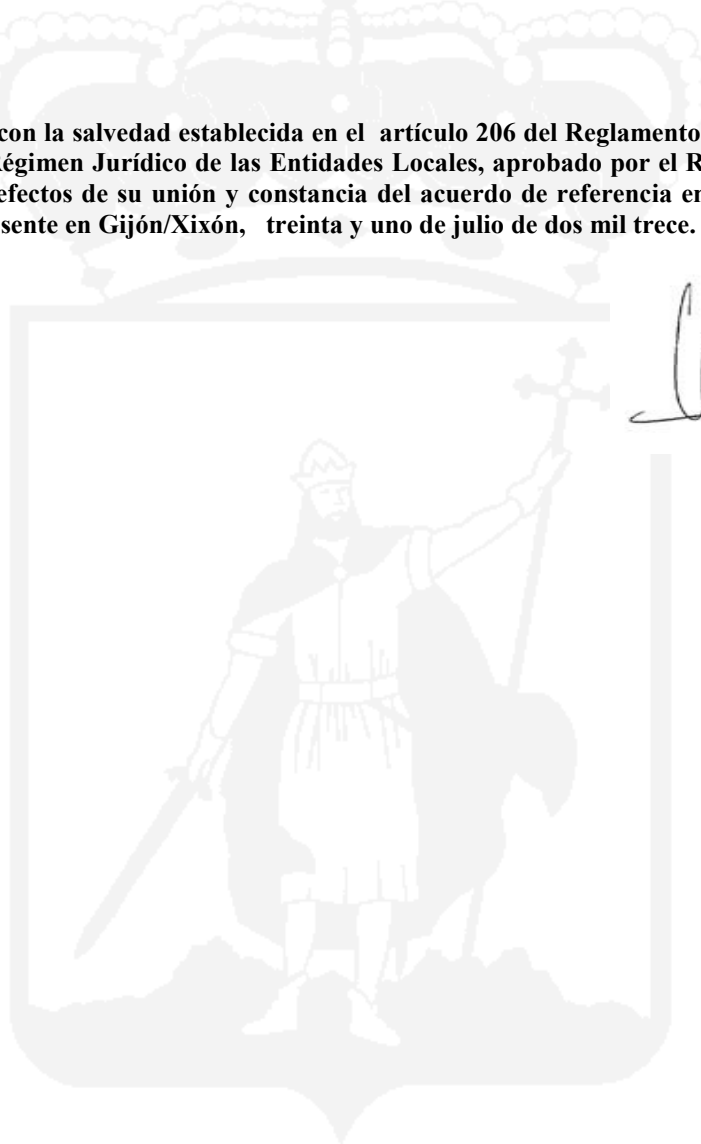 con la salvedad establecida en el artículo 206 del Reglamento
Régimen Jurídico de las Entidades Locales, aprobado por el R
efectos de su unión y constancia del acuerdo de referencia en
sente en Gijón/Xixón, treinta y uno de julio de dos mil trece.